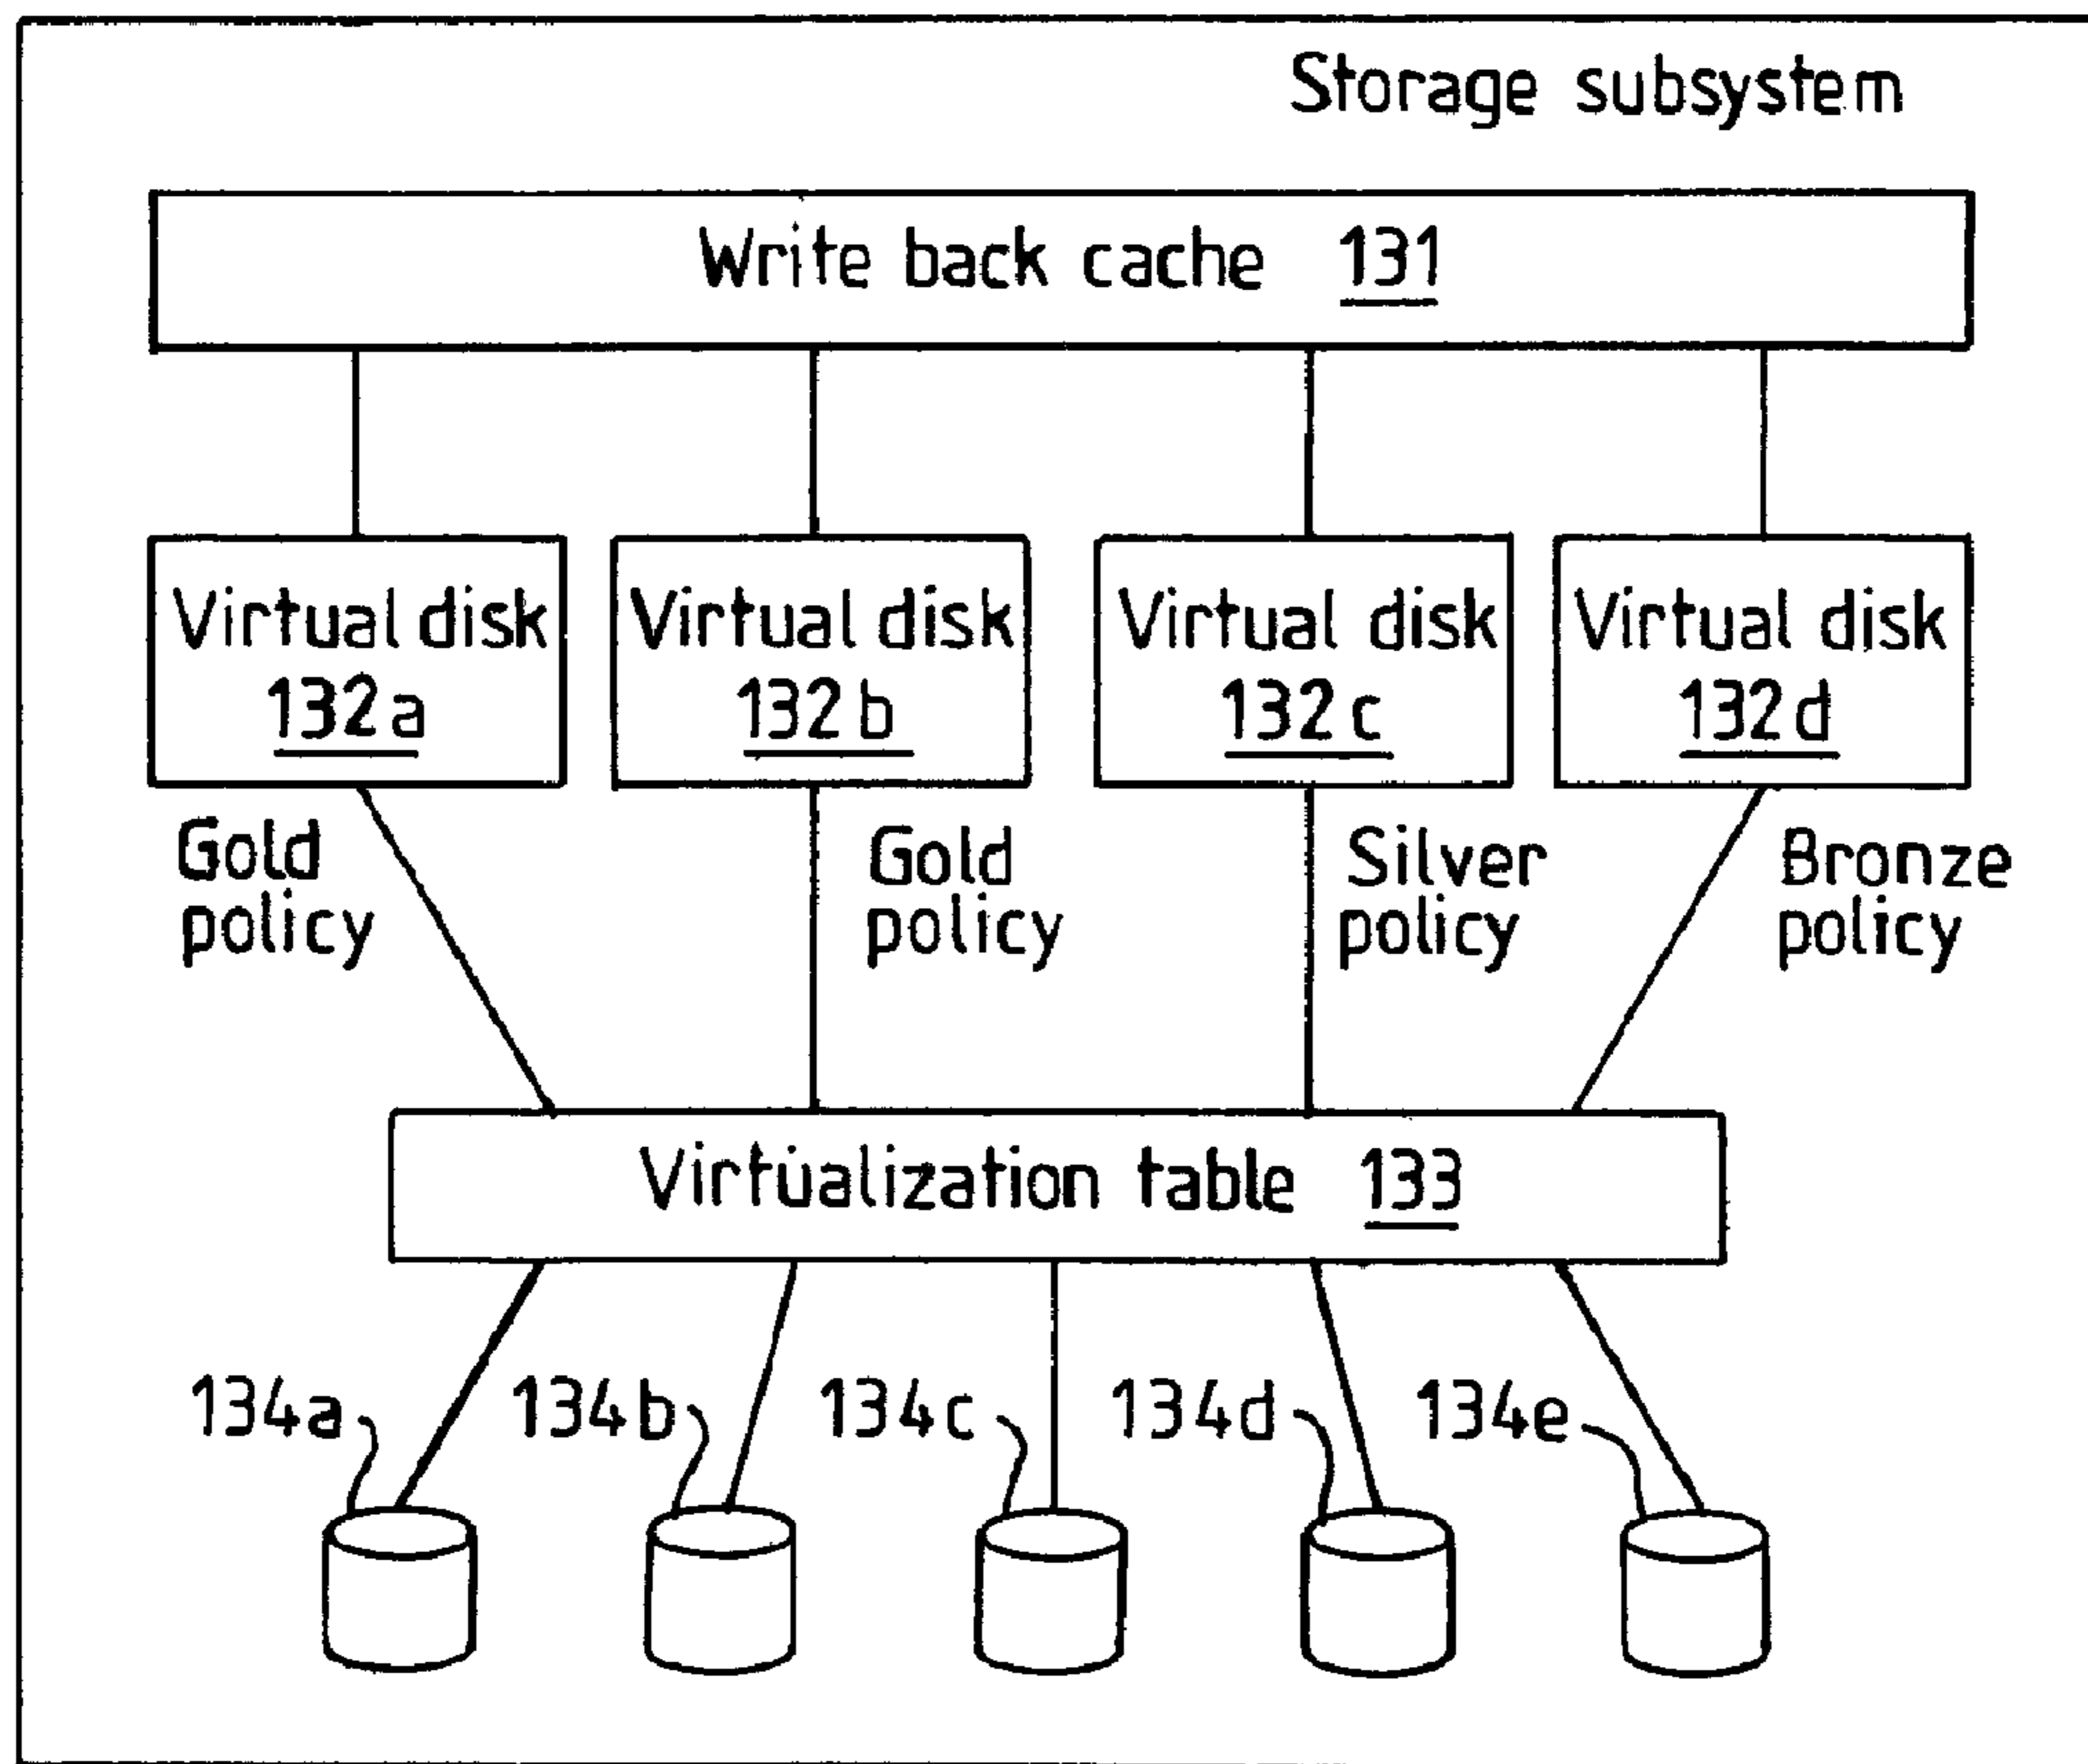 Storage subsystem
Write back cache 131
Virtual disk
132a
Virtual disk
132b
Virtual disk
132c
Virtual disk
132d
Gold
policy
Gold
policy
Silver
policy
Bronze
policy
Virtualization table 133
134a
134b
134c
134d
134e